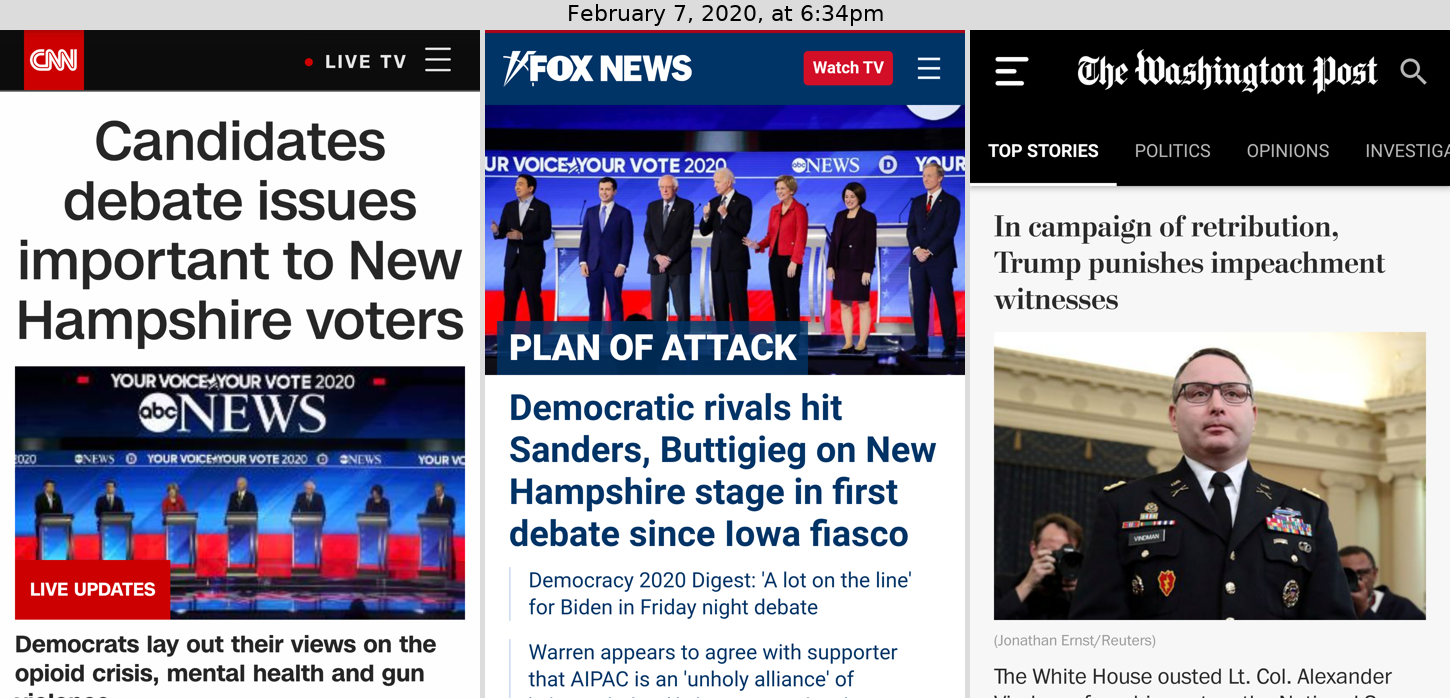 February 7, 2020, at 6:34pm
CNN
LIVE TV
Candidates
debate issues
important to New
Hampshire voters
YOUR VOICE YOUR VOTE 2020
abc NEWS
2020 NEWS D YOUR VOICE YOUR VOTE 2020 D NEWS YOUR VO
LIVE UPDATES
Democrats lay out their views on the
opioid crisis, mental health and gun
violence
FOX NEWS
Watch TV
UR VOICE YOUR VOTE 2020 abc NEWS D YOUR
PLAN OF ATTACK
Democratic rivals hit
Sanders, Buttigieg on New
Hampshire stage in first
debate since Iowa fiasco
Democracy 2020 Digest: 'A lot on the line'
for Biden in Friday night debate
Warren appears to agree with supporter
that AIPAC is an 'unholy alliance' of
The Washington Post
TOP STORIES POLITICS OPINIONS INVESTIGA
In campaign of retribution,
Trump punishes impeachment
witnesses
VINDMAN
(Jonathan Ernst/Reuters)
The White House ousted Lt. Col. Alexander